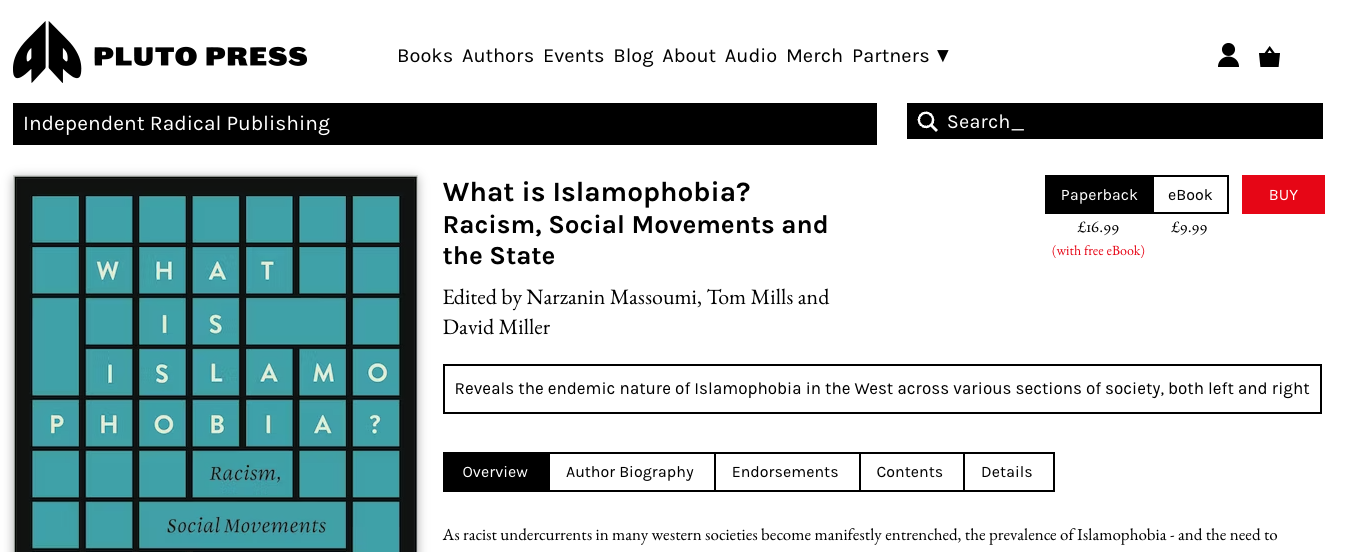 PLUTO PRESS
Books Authors Events Blog About Audio Merch Partners ▼
Independent Radical Publishing
Search_
WHAT
IS
ISLAMO
PHOBIA?
Racism,
Social Movements
What is Islamophobia?
Racism, Social Movements and
the State
Edited by Narzanin Massoumi, Tom Mills and
David Miller
Paperback eBook BUY
£16.99 £9.99
(with free eBook)
Reveals the endemic nature of Islamophobia in the West across various sections of society, both left and right
Overview Author Biography Endorsements Contents Details
As racist undercurrents in many western societies become manifestly entrenched, the prevalence of Islamophobia - and the need to